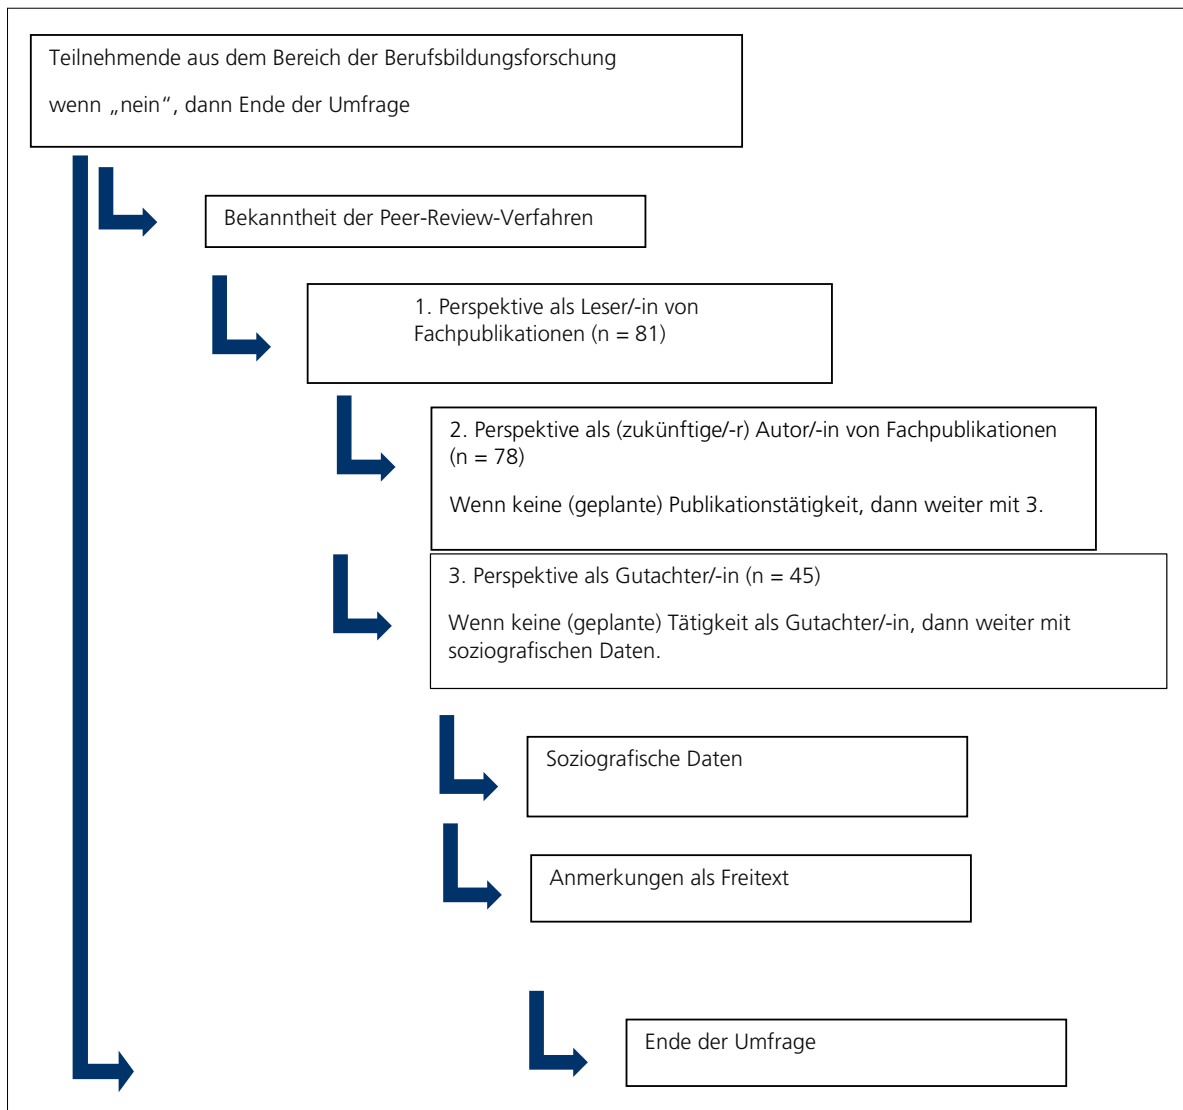 Teilnehmende aus dem Bereich der Berufsbildungsforschung
wenn „nein“, dann Ende der Umfrage
Bekanntheit der Peer-Review-Verfahren
1. Perspektive als Leser/-in von
Fachpublikationen (n = 81)
2. Perspektive als (zukünftige/-r) Autor/-in von Fachpublikationen
(n = 78)
Wenn keine (geplante) Publikationstätigkeit, dann weiter mit 3.
3. Perspektive als Gutachter/-in (n = 45)
Wenn keine (geplante) Tätigkeit als Gutachter/-in, dann weiter mit
soziografischen Daten.
Soziografische Daten
Anmerkungen als Freitext
Ende der Umfrage